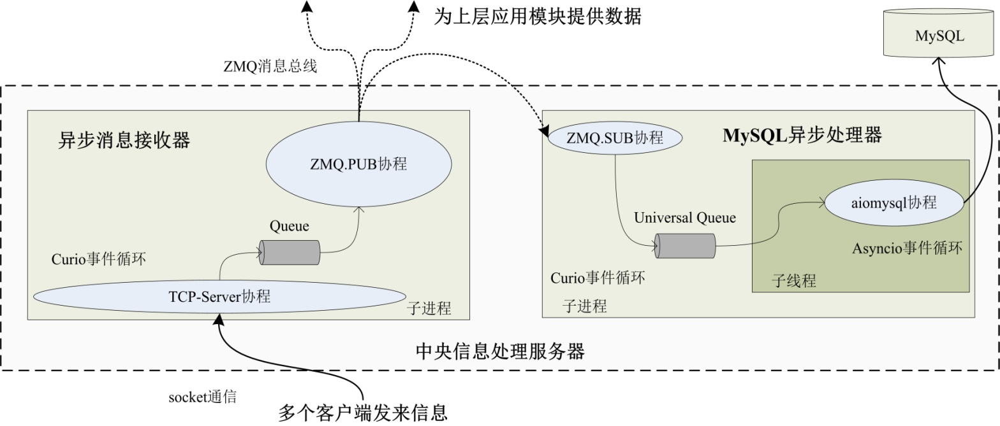 为上层应用模块提供数据
MySQL
ZMQ消息总线
异步消息接收器
ZMQ.PUB协程
Queue
Curio事件循环
TCP-Server协程
子进程
ZMQ.SUB协程
MySQL异步处理器
aiomysql协程
Universal Queue
Asyncio事件循环
Curio事件循环
子线程
子进程
中央信息处理服务器
socket通信
多个客户端发来信息